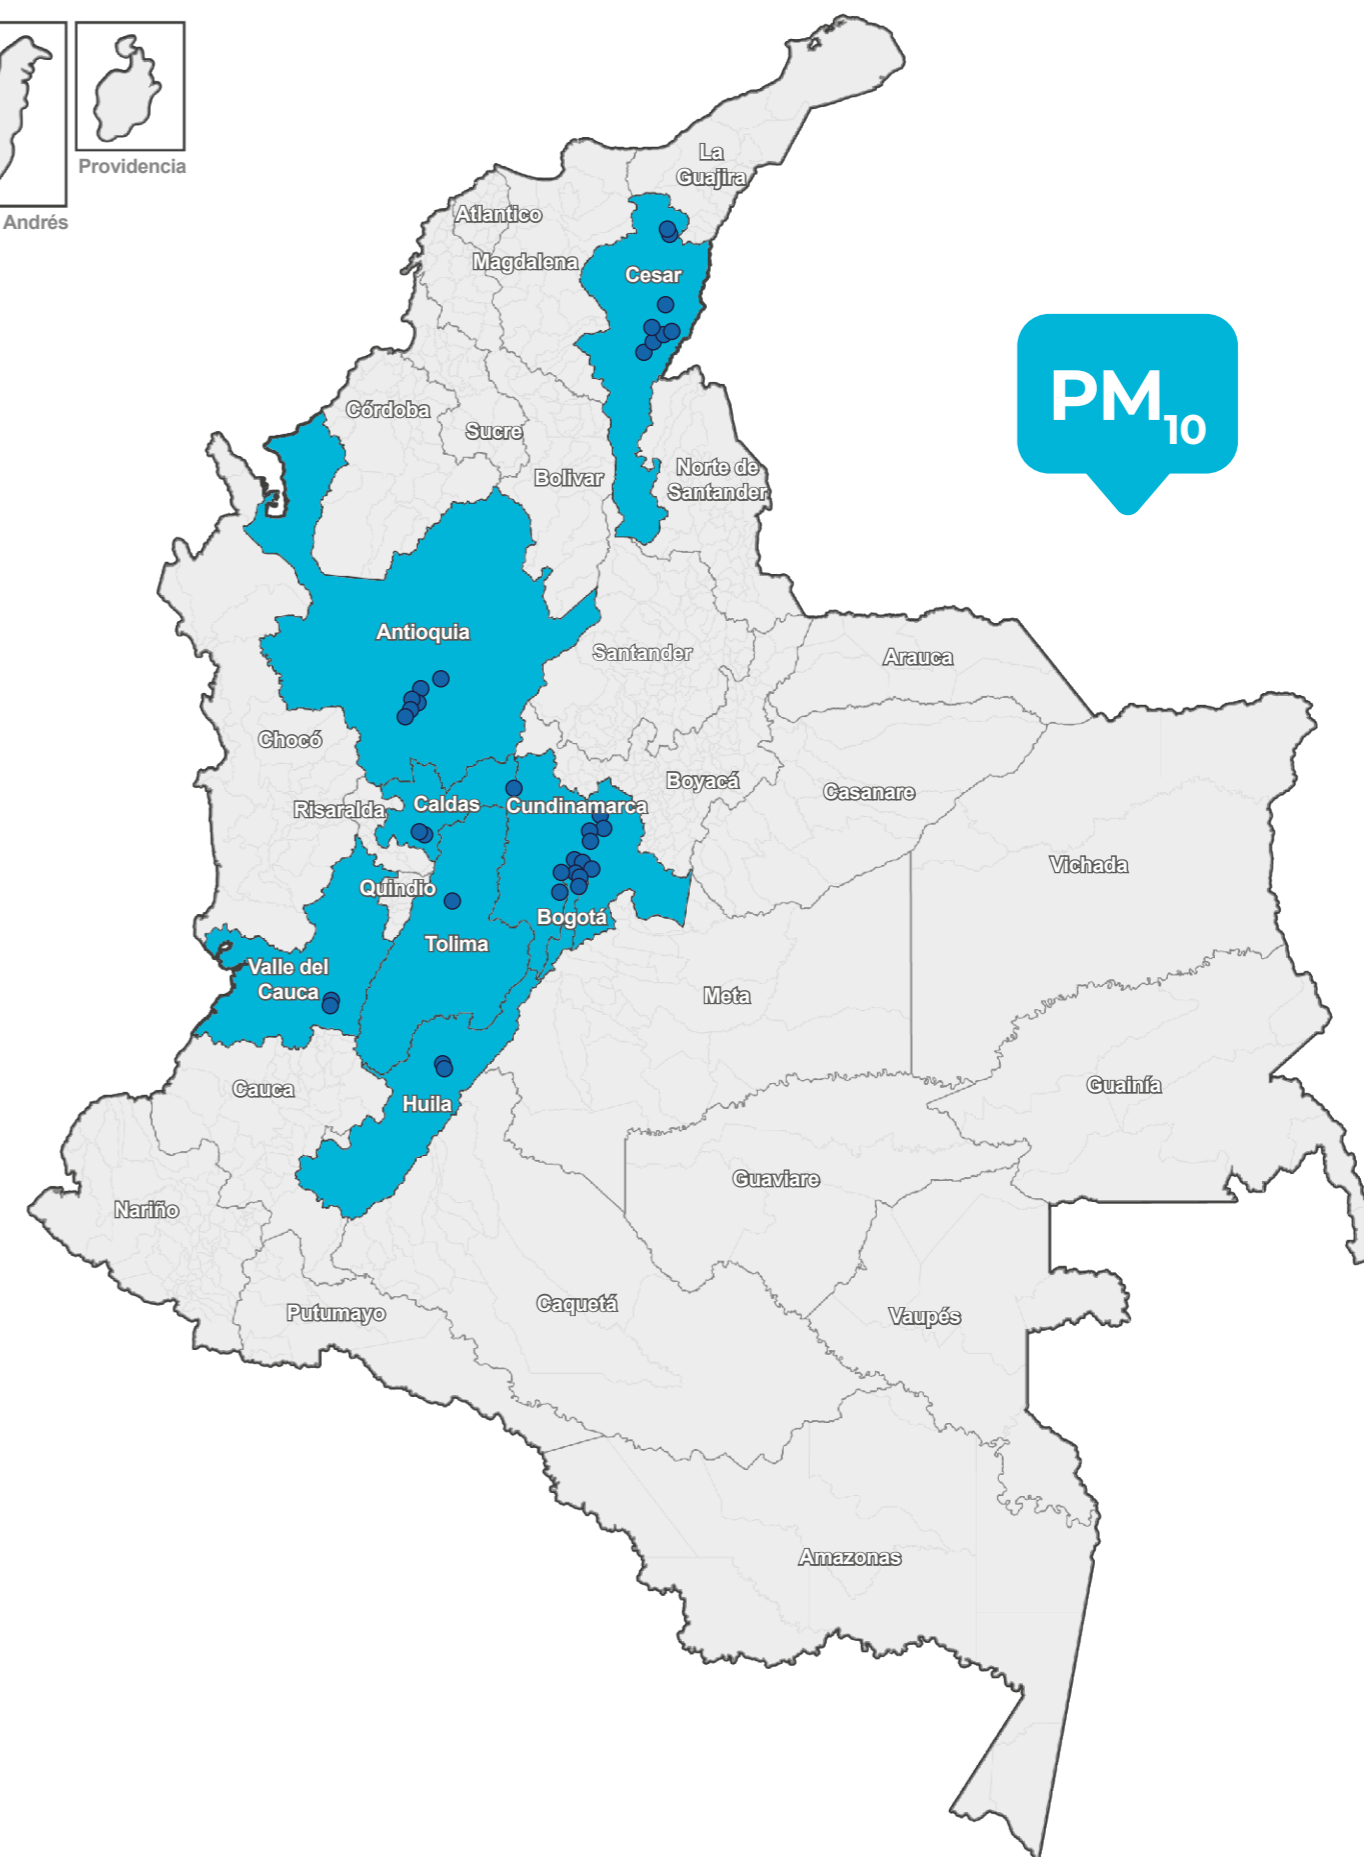 Providencia
Andrés
La
Guajira
Atlantico
Magdalena
Cesar
PM10
Córdoba
Sucre
Bolivar
Norte de
Santander
Antioquia
Santander
Arauca
Chocó
Boyacá
Casanare
Risaralda
Caldas
Cundinamarca
Vichada
Quindio
Bogotá
Tolima
Valle del
Cauca
Meta
Cauca
Huila
Guainía
Guaviare
Nariño
Caquetá
Putumayo
Vaupés
Amazonas